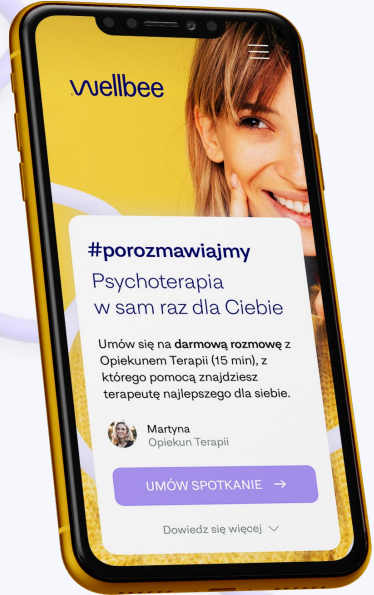 wellbee
#porozmawiajmy
Psychoterapia
w sam raz dla Ciebie
Umów się na darmową rozmowę z
Opiekunem Terapii (15 min), z
którego pomocą znajdziesz
terapeutę najlepszego dla siebie.
Martyna
Opiekun Terapii
UMÓW SPOTKANIE →
Dowiedz się więcej